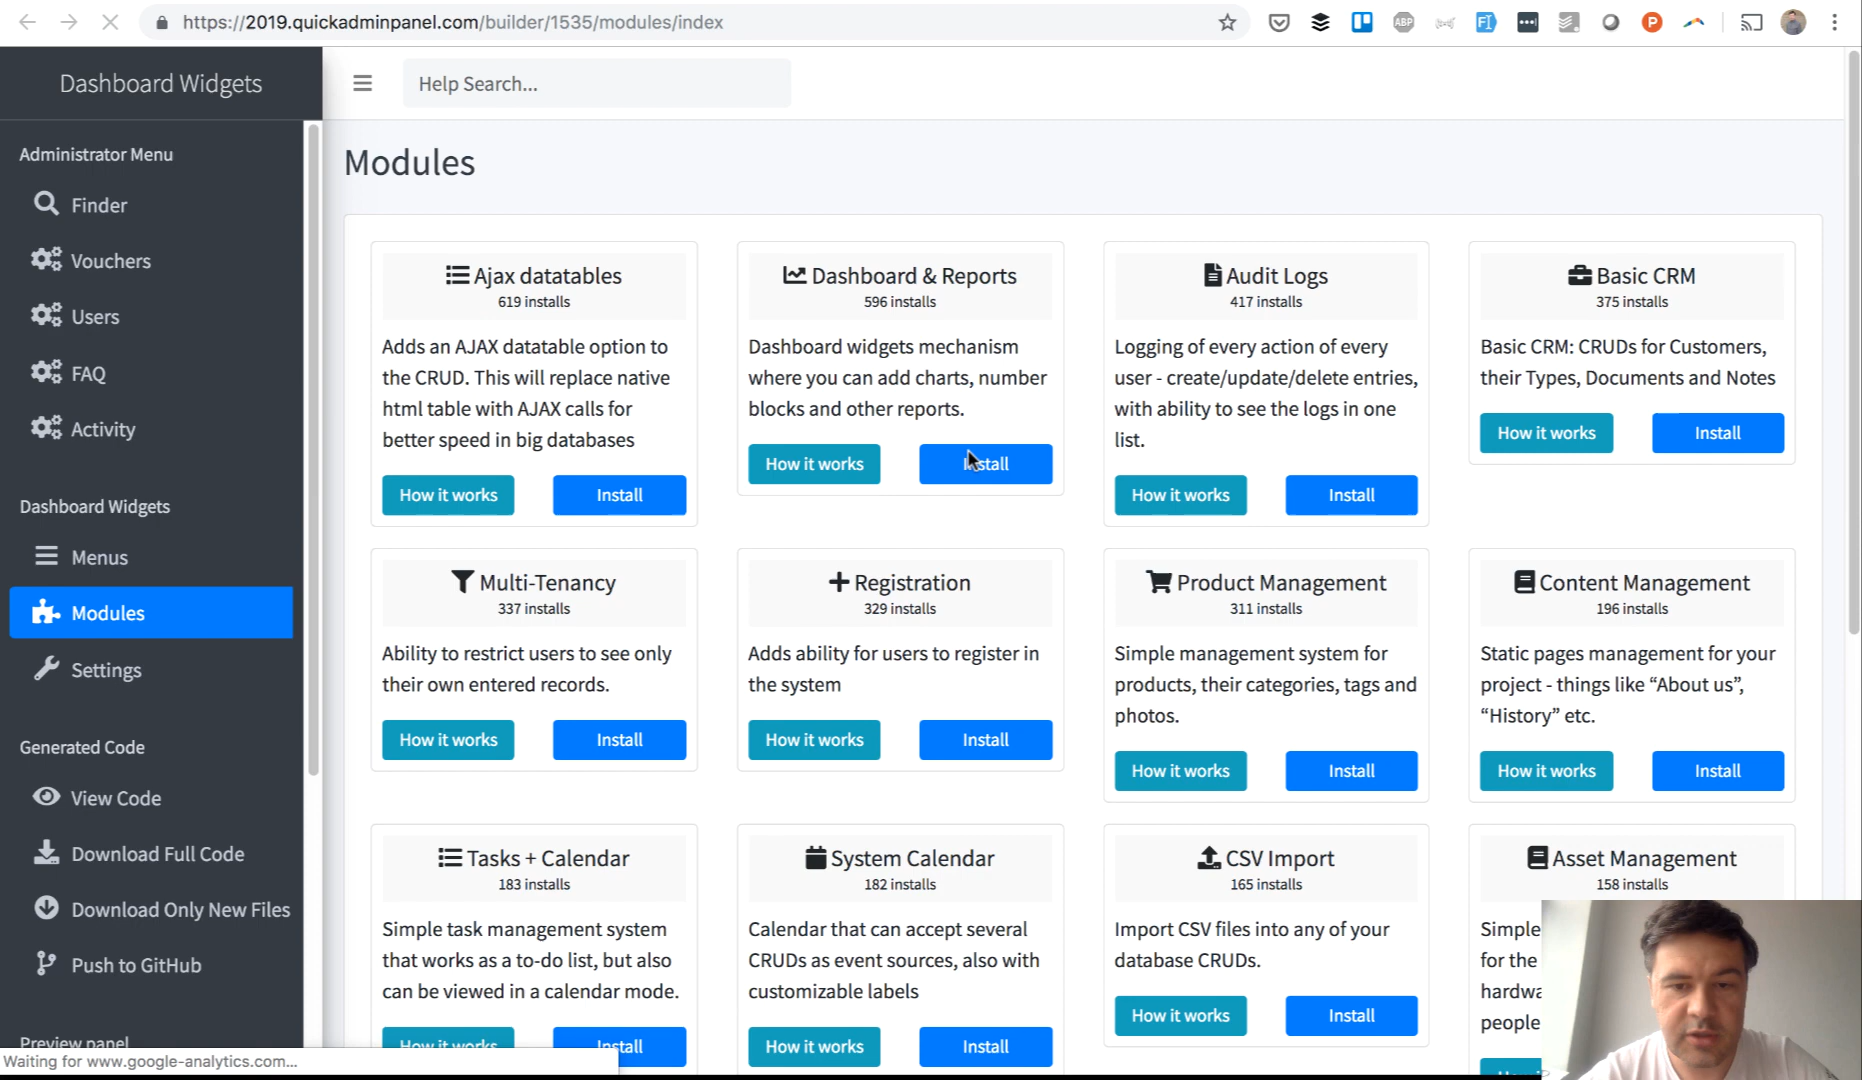 https://2019.quickadminpanel.com/builder/1535/modules/index
Dashboard Widgets
Help Search...
Administrator Menu
Finder
Vouchers
Users
FAQ
Activity
Dashboard Widgets
Menus
Modules
Settings
Generated Code
View Code
Download Full Code
Download Only New Files
Push to GitHub
Preview panel
Waiting for www.google-analytics.com...
Modules
Ajax datatables
619 installs
Adds an AJAX datatable option to
the CRUD. This will replace native
html table with AJAX calls for
better speed in big databases
How it works
Install
Dashboard & Reports
596 installs
Dashboard widgets mechanism
where you can add charts, number
blocks and other reports.
How it works
Install
Audit Logs
417 installs
Logging of every action of every
user - create/update/delete entries,
with ability to see the logs in one
list.
How it works
Install
Basic CRM
375 installs
Basic CRM: CRUDs for Customers,
their Types, Documents and Notes
How it works
Install
Multi-Tenancy
337 installs
Ability to restrict users to see only
their own entered records.
How it works
Install
Registration
329 installs
Adds ability for users to register in
the system
How it works
Install
Product Management
311 installs
Simple management system for
products, their categories, tags and
photos.
How it works
Install
Content Management
196 installs
Static pages management for your
project - things like “About us”,
“History” etc.
How it works
Install
Tasks + Calendar
183 installs
Simple task management system
that works as a to-do list, but also
can be viewed in a calendar mode.
How it works
Install
System Calendar
182 installs
Calendar that can accept several
CRUDs as event sources, also with
customizable labels
How it works
Install
CSV Import
165 installs
Import CSV files into any of your
database CRUDs.
How it works
Install
Asset Management
158 installs
Simple
for the
people